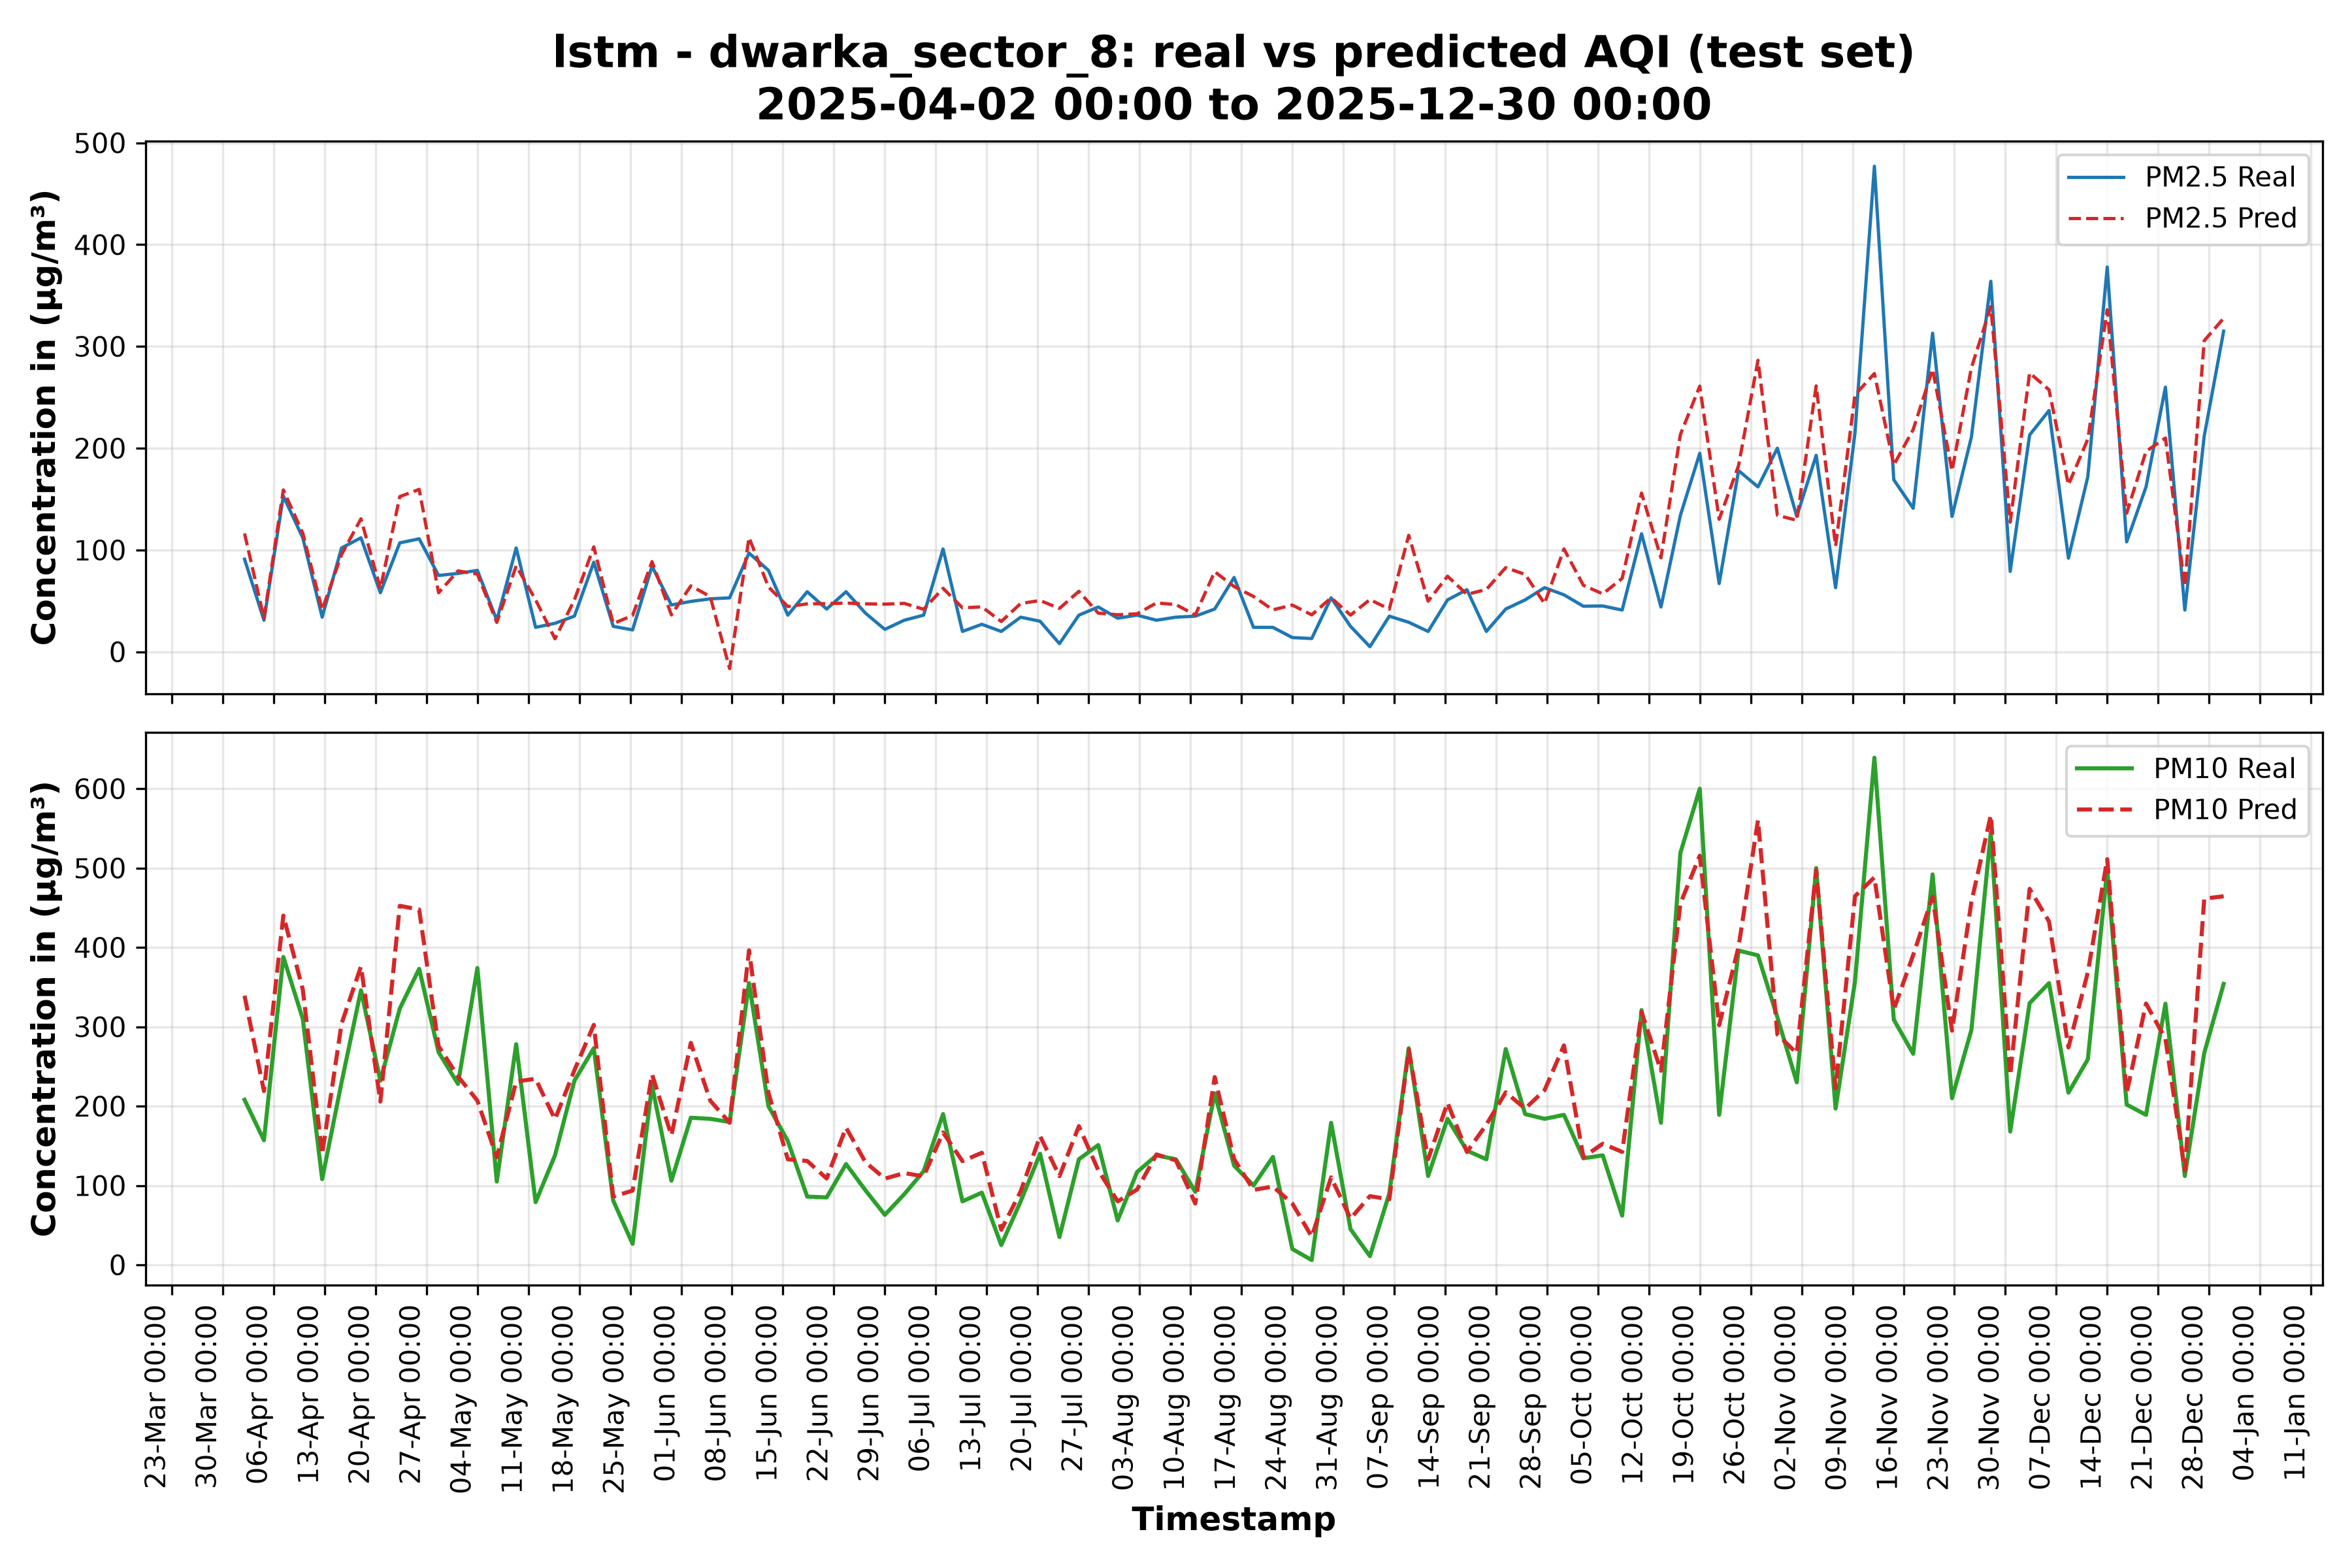 lstm - dwarka_sector_8: real vs predicted AQI (test set)
2025-04-02 00:00 to 2025-12-30 00:00
Concentration in (µg/m³)
500
400
300
200
100
0
PM2.5 Real
PM2.5 Pred
Concentration in (µg/m³)
600
500
400
300
200
100
0
PM10 Real
PM10 Pred
23-Mar 00:00
30-Mar 00:00
06-Apr 00:00
13-Apr 00:00
20-Apr 00:00
27-Apr 00:00
04-May 00:00
11-May 00:00
18-May 00:00
25-May 00:00
01-Jun 00:00
08-Jun 00:00
15-Jun 00:00
22-Jun 00:00
29-Jun 00:00
06-Jul 00:00
13-Jul 00:00
20-Jul 00:00
27-Jul 00:00
03-Aug 00:00
10-Aug 00:00
17-Aug 00:00
24-Aug 00:00
31-Aug 00:00
07-Sep 00:00
14-Sep 00:00
21-Sep 00:00
28-Sep 00:00
05-Oct 00:00
12-Oct 00:00
19-Oct 00:00
26-Oct 00:00
02-Nov 00:00
09-Nov 00:00
16-Nov 00:00
23-Nov 00:00
30-Nov 00:00
07-Dec 00:00
14-Dec 00:00
21-Dec 00:00
28-Dec 00:00
04-Jan 00:00
11-Jan 00:00
Timestamp